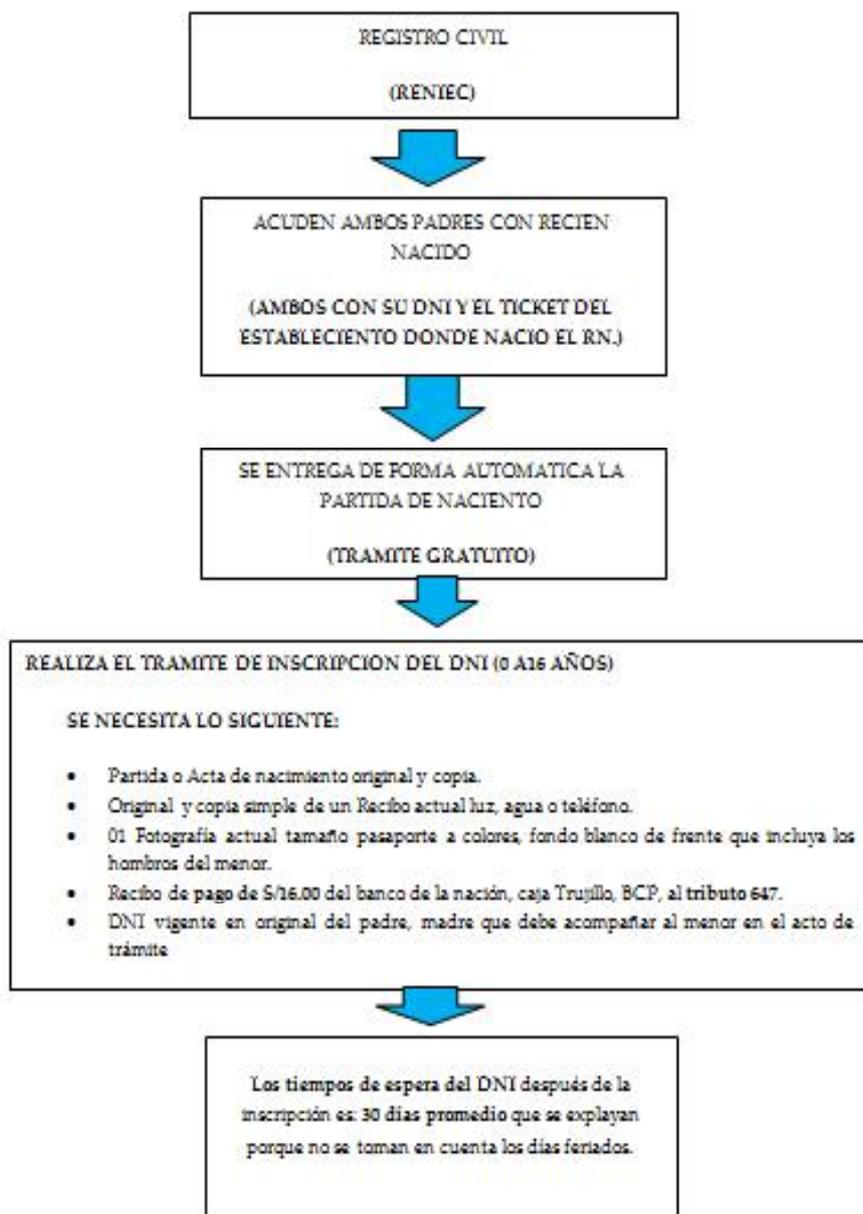 REGISTRO CIVIL
(RENIEC)
ACUDEN AMBOS PADRES CON RECIEN
NACIDO
(AMBOS CON SU DNI Y EL TICKET DEL
ESTABLECIENTO DONDE NACIO EL RN.)
SE ENTREGA DE FORMA AUTOMATICA LA
PARTIDA DE NACIENTO
(TRAMITE GRATUITO)
REALIZA EL TRAMITE DE INSCRIPCION DEL DNI (0 A16 AÑOS)
SE NECESITA LO SIGUIENTE:
• Partida o Acta de nacimiento original y copia.
• Original y copia simple de un Recibo actual luz, agua o teléfono.
• 01 Fotografía actual tamaño pasaporte a colores, fondo blanco de frente que incluya los
hombros del menor.
• Recibo de pago de S/16.00 del banco de la nación, caja Trujillo, BCP, al tributo 647.
• DNI vigente en original del padre, madre que debe acompañar al menor en el acto de
trámite
Los tiempos de espera del DNI después de la
inscripción es: 30 días promedio que se explayan
porque no se toman en cuenta los días feriados.